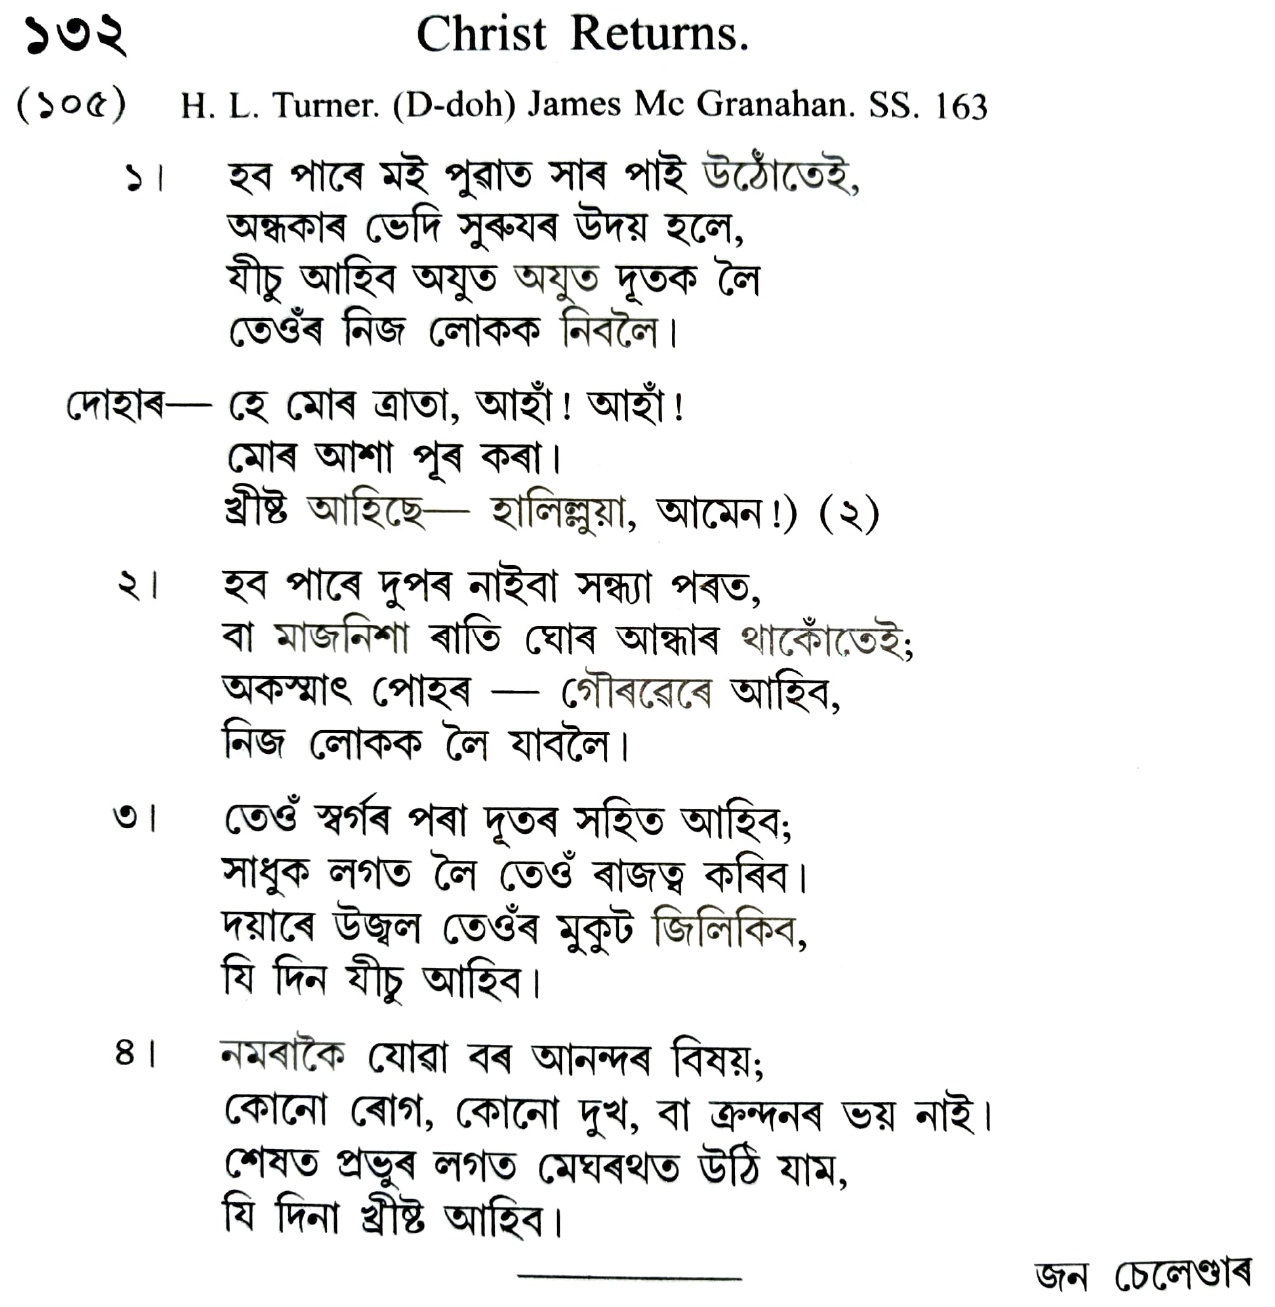 ১৩২ Christ Returns.
(১০৫) H. L. Turner. (D-doh) James Mc Granahan. SS. 163
১। হব পাৰে মই পুৱাত সাৰ পাই উঠোঁতেই,
অন্ধকাৰ ভেদি সুৰুযৰ উদয় হলে,
যীচু আহিব অযুত অযুত দূতক লৈ
তেওঁৰ নিজ লোকক নিবলৈ।
দোহাৰ— হে মোৰ ত্ৰাতা, আহাঁ! আহাঁ!
মোৰ আশা পূৰ কৰা।
খ্ৰীষ্ট আহিছে— হালিল্লুয়া, আমেন!) (২)
২। হব পাৰে দুপৰ নাইবা সন্ধ্যা পৰত,
বা মাজনিশা ৰাতি ঘোৰ আন্ধাৰ থাকোঁতেই;
অকস্মাৎ পোহৰ — গৌৰৱেৰে আহিব,
নিজ লোকক লৈ যাবলৈ।
৩। তেওঁ স্বৰ্গৰ পৰা দূতৰ সহিত আহিব;
সাধুক লগত লৈ তেওঁ ৰাজত্ব কৰিব।
দয়াৰে উজ্বল তেওঁৰ মুকুট জিলিকিব,
যি দিন যীচু আহিব।
৪। নমৰাকৈ যোৱা বৰ আনন্দৰ বিষয়;
কোনো ৰোগ, কোনো দুখ, বা ক্ৰন্দনৰ ভয় নাই।
শেষত প্ৰভুৰ লগত মেঘৰথত উঠি যাম,
যি দিনা খ্ৰীষ্ট আহিব।
জন চেলেণ্ডাৰ